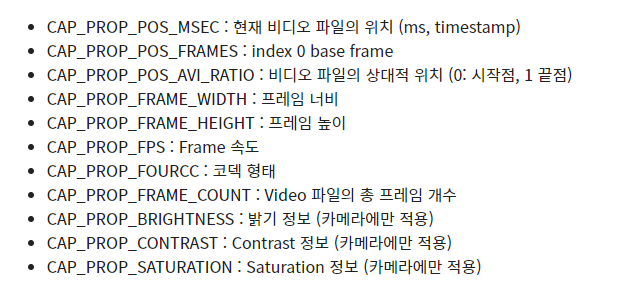 CAP_PROP_POS_MSEC : 현재 비디오 파일의 위치 (ms, timestamp)
CAP_PROP_POS_FRAMES : index 0 base frame
CAP_PROP_POS_AVI_RATIO : 비디오 파일의 상대적 위치 (0: 시작점, 1 끝점)
CAP_PROP_FRAME_WIDTH : 프레임 너비
CAP_PROP_FRAME_HEIGHT : 프레임 높이
CAP_PROP_FPS : Frame 속도
CAP_PROP_FOURCC : 코덱 형태
CAP_PROP_FRAME_COUNT : Video 파일의 총 프레임 개수
CAP_PROP_BRIGHTNESS : 밝기 정보 (카메라에만 적용)
CAP_PROP_CONTRAST : Contrast 정보 (카메라에만 적용)
CAP_PROP_SATURATION : Saturation 정보 (카메라에만 적용)